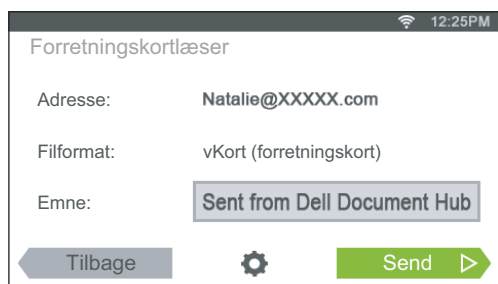 12:25PM
Forretningskortlæser
Adresse: Natalie@XXXXX.com
Filformat: vKort (forretningskort)
Emne: Sent from Dell Document Hub
Tilbage Send